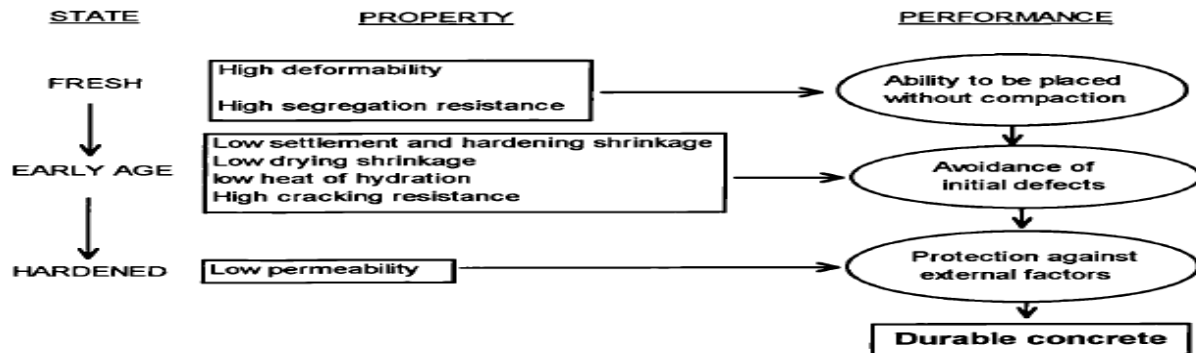 STATE PROPERTY PERFORMANCE
FRESH
High deformability
High segregation resistance
Ability to be placed
without compaction
EARLY AGE
Low settlement and hardening shrinkage
Low drying shrinkage
low heat of hydration
High cracking resistance
Avoidance of
initial defects
HARDENED
Low permeability
Protection against
external factors
Durable concrete